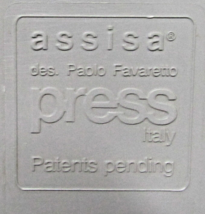 assisa®
des. Paolo Favaretto
press
Italy
Patents pending